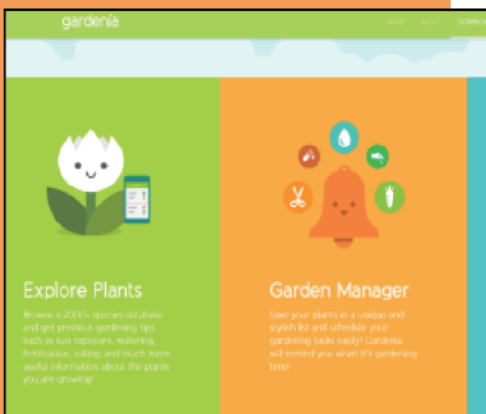 gardenia
HOME ABOUT DOWNLO
Explore Plants
Browse a 2000+ species database
and get precious gardening tips
such as sun exposure, watering,
fertilization, soiling, and much more
useful information about the plants
you are growing!
Garden Manager
Save your plants in a unique and
stylish list and schedule your
gardening tasks easily! Gardenia
will remind you when it's gardening
time!